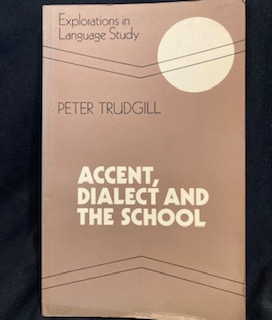 Explorations in
Language Study
PETER TRUDGILL
ACCENT,
DIALECT AND
THE SCHOOL